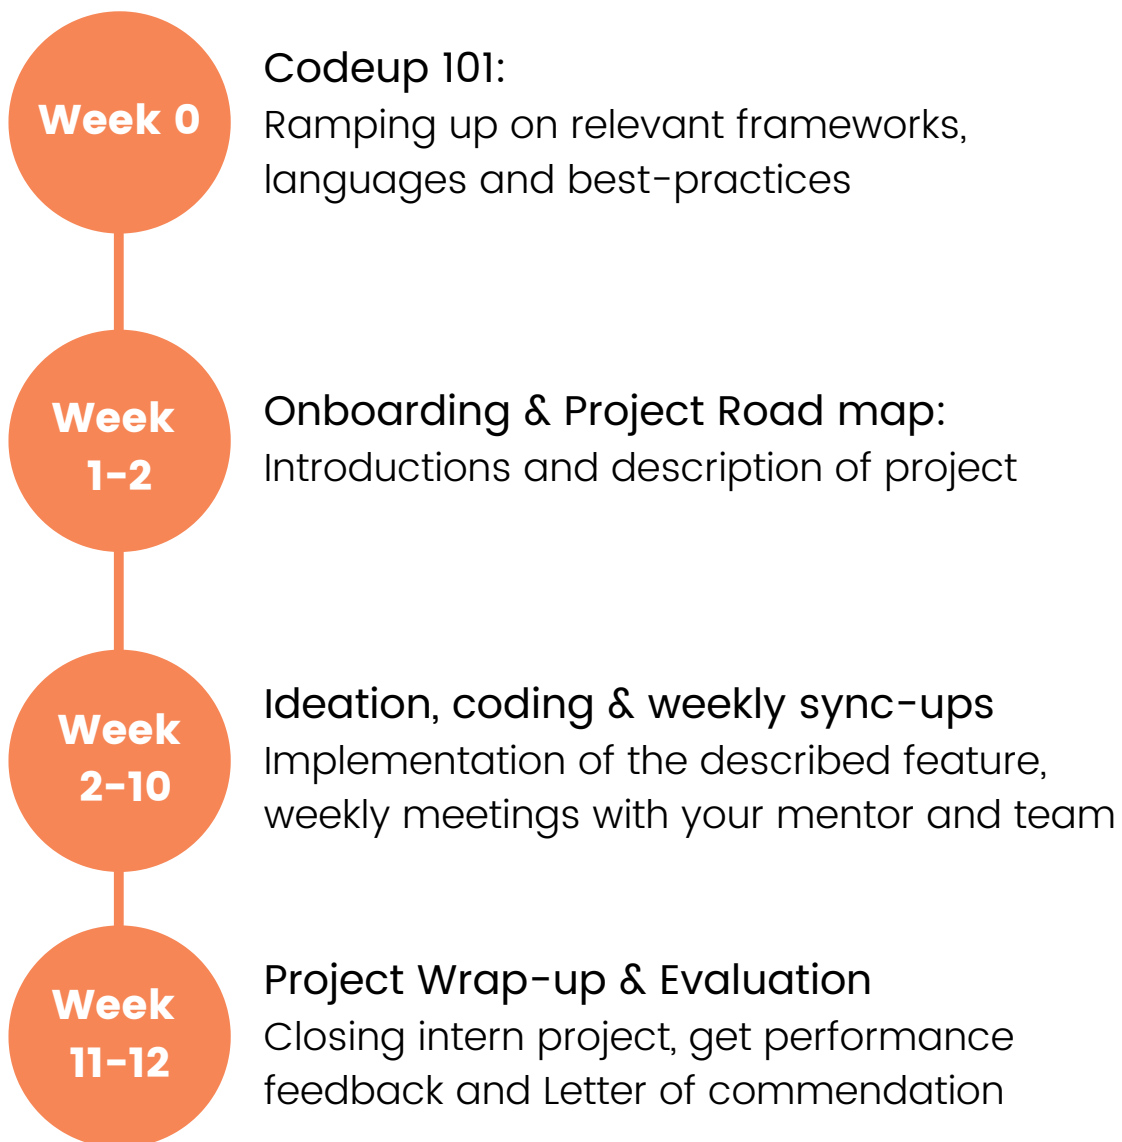 Week 0
Codeup 101:
Ramping up on relevant frameworks,
languages and best-practices
Week
1-2
Onboarding & Project Road map:
Introductions and description of project
Week
2-10
Ideation, coding & weekly sync-ups
Implementation of the described feature,
weekly meetings with your mentor and team
Week
11-12
Project Wrap-up & Evaluation
Closing intern project, get performance
feedback and Letter of commendation